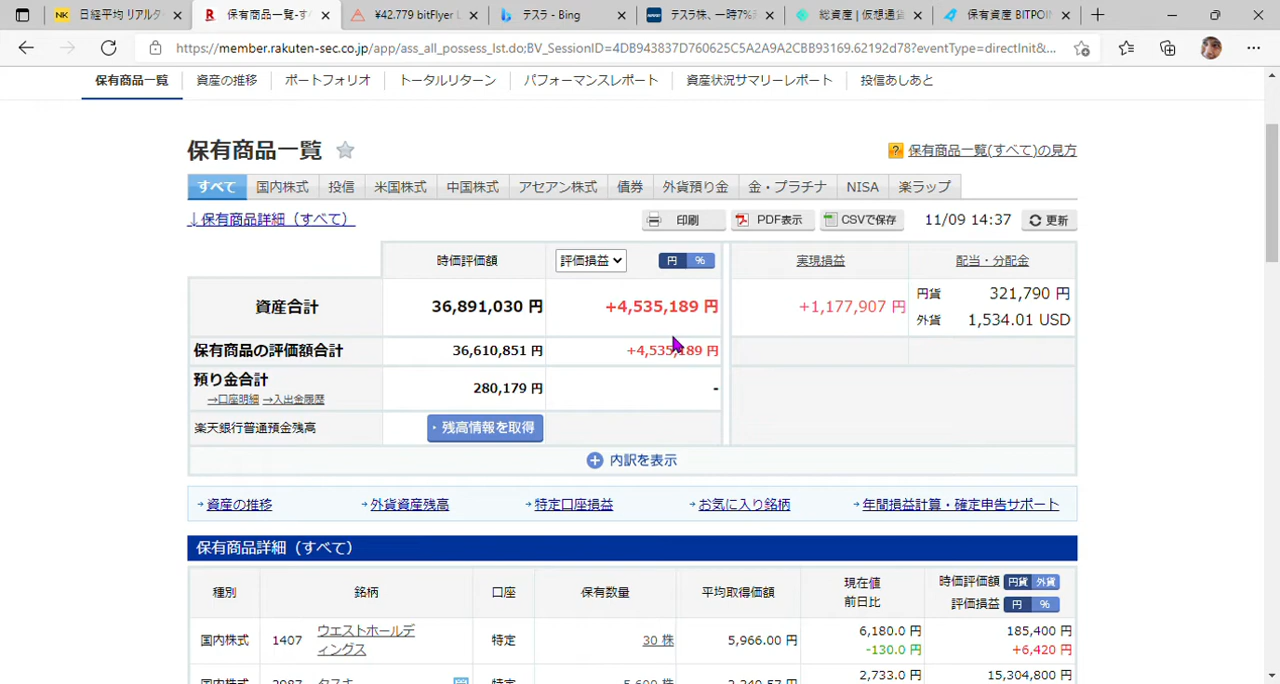 日経平均 リアルタ
保有商品一覧-す
¥42.779 bitFlyer L
テスラ - Bing
テスラ株、一時7%
総資産 | 仮想通貨
保有資産 BITPOIN
https://member.rakuten-sec.co.jp/app/ass_all_possess_lst.do;BV_SessionID=4DB943837D760625C5A2A9A2CBB93169.62192d78?eventType=directInit&...
保有商品一覧 資産の推移 ポートフォリオ トータルリターン パフォーマンスレポート 資産状況サマリーレポート 投信あしあと
保有商品一覧
? 保有商品一覧(すべて)の見方
すべて 国内株式 投信 米国株式 中国株式 アセアン株式 債券 外貨預り金 金・プラチナ NISA 楽ラップ
↓保有商品詳細（すべて） 印刷 PDF表示 CSVで保存 11/09 14:37 更新
時価評価額 評価損益 円 % 実現損益 配当・分配金
資産合計 36,891,030 円 +4,535,189 円 +1,177,907 円 円貨 321,790 円
外貨 1,534.01 USD
保有商品の評価額合計 36,610,851 円 +4,535,189 円
預り金合計 280,179 円 -
→口座明細 →入出金履歴
楽天銀行普通預金残高 残高情報を取得
内訳を表示
資産の推移 外貨資産残高 特定口座損益 お気に入り銘柄 年間損益計算・確定申告サポート
保有商品詳細（すべて）
種別 銘柄 口座 保有数量 平均取得価額 現在値 前日比 時価評価額 円貨 外貨 評価損益 円 %
国内株式 1407 ウエストホールディングス 特定 30 株 5,966.00 円 6,180.0 円 185,400 円
-130.0 円 +6,420 円
2,733.0 円 15,304,800 円